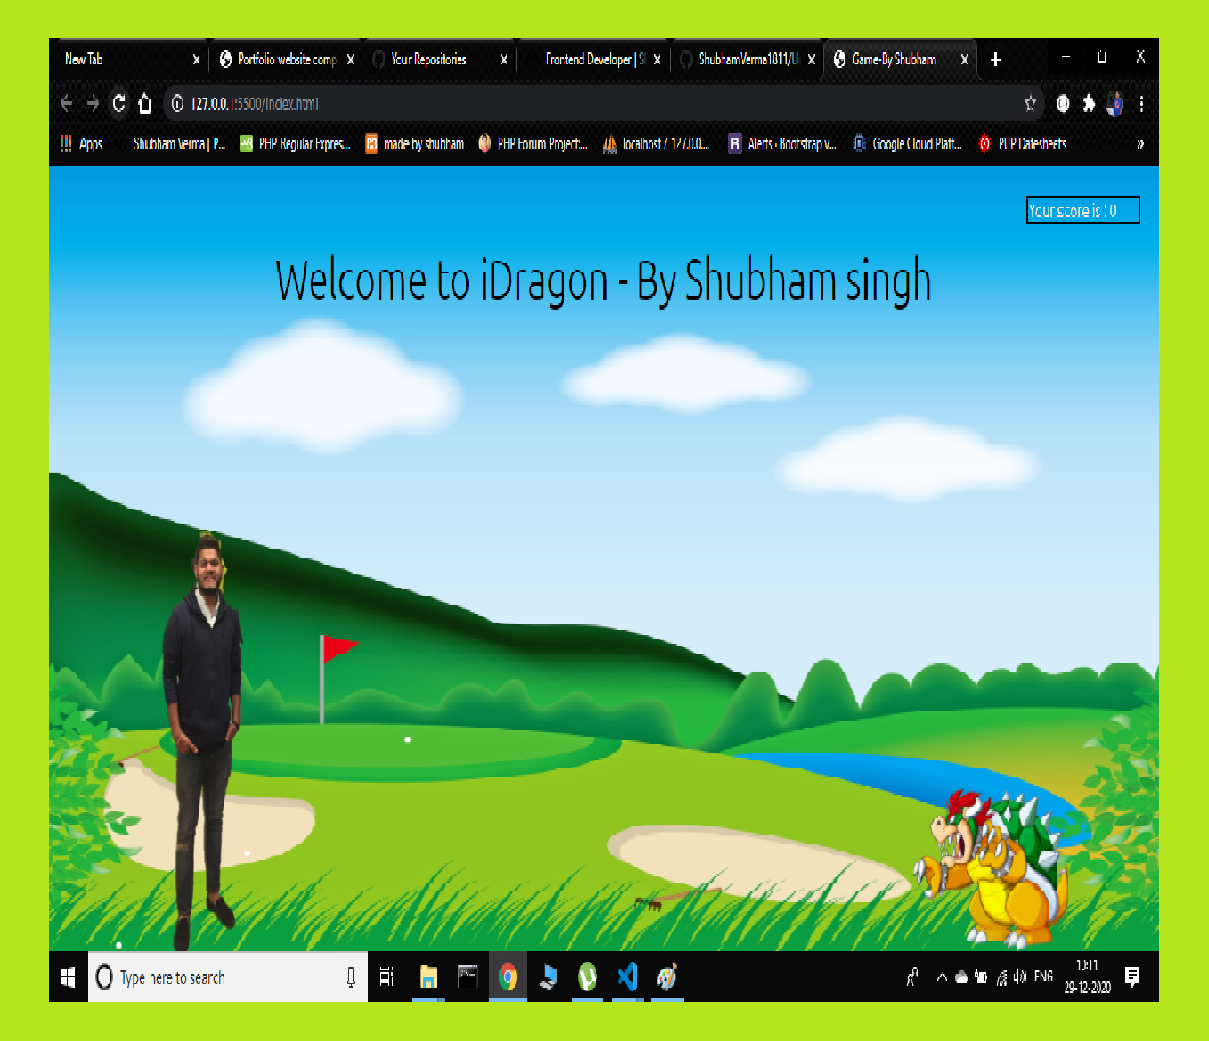 New Tab
Portfolio website comp
Your Repositories
Frontend Developer | S
ShubhamVerma1811/U
Game-By Shubham
127.0.0.1:5500/index.html
Apps
Shubham Verma | P...
PHP Regular Expres...
made by shubham
PHP Forum Project:...
localhost / 127.0.0....
Alerts · Bootstrap v...
Google Cloud Platf...
PUP Datesheets
»
Your score is : 0
Welcome to iDragon - By Shubham singh
Type here to search
ENG
29-12-2020